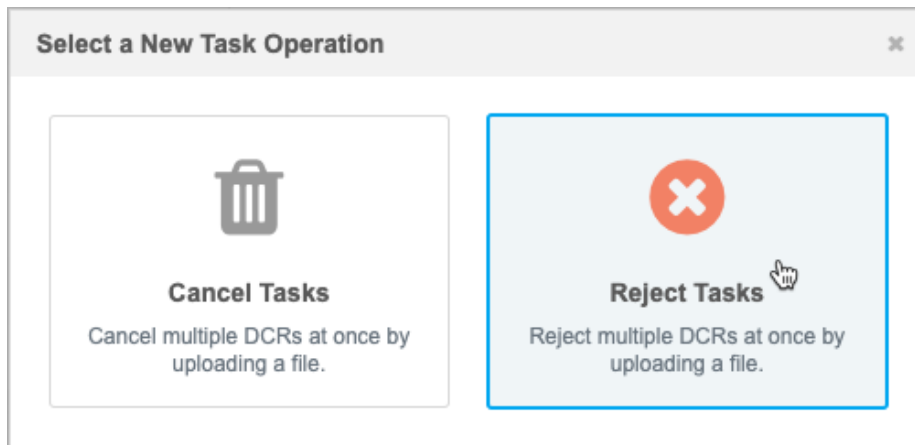 Select a New Task Operation
Cancel Tasks
Cancel multiple DCRs at once by
uploading a file.
Reject Tasks
Reject multiple DCRs at once by
uploading a file.